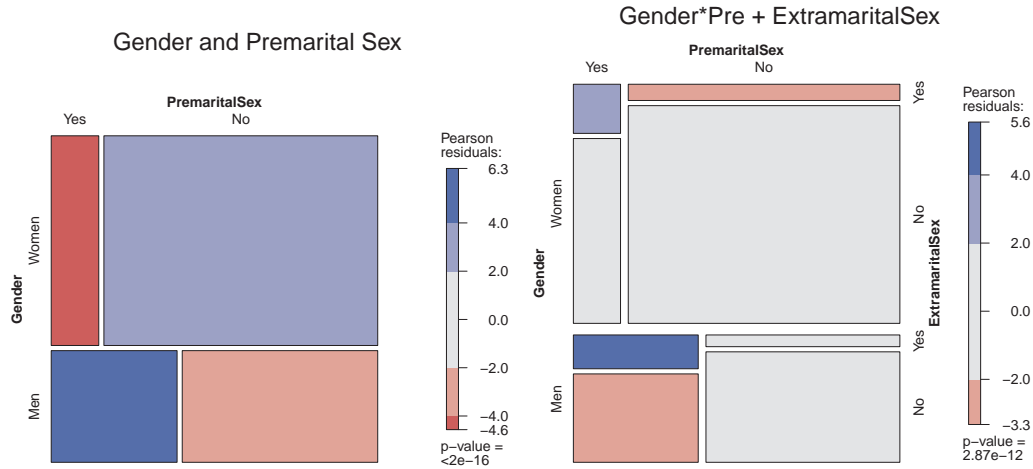 Gender and Premarital Sex
PremaritalSex
Yes No
Gender
Women
Men
Pearson
residuals:
6.3
4.0
2.0
0.0
−2.0
−4.0
−4.6
p−value =
<2e−16
Gender*Pre + ExtramaritalSex
PremaritalSex
Yes No
Gender
Women
Men
Yes
No
Yes
No
ExtramaritalSex
Pearson
residuals:
5.6
4.0
2.0
0.0
−2.0
−3.3
p−value =
2.87e−12